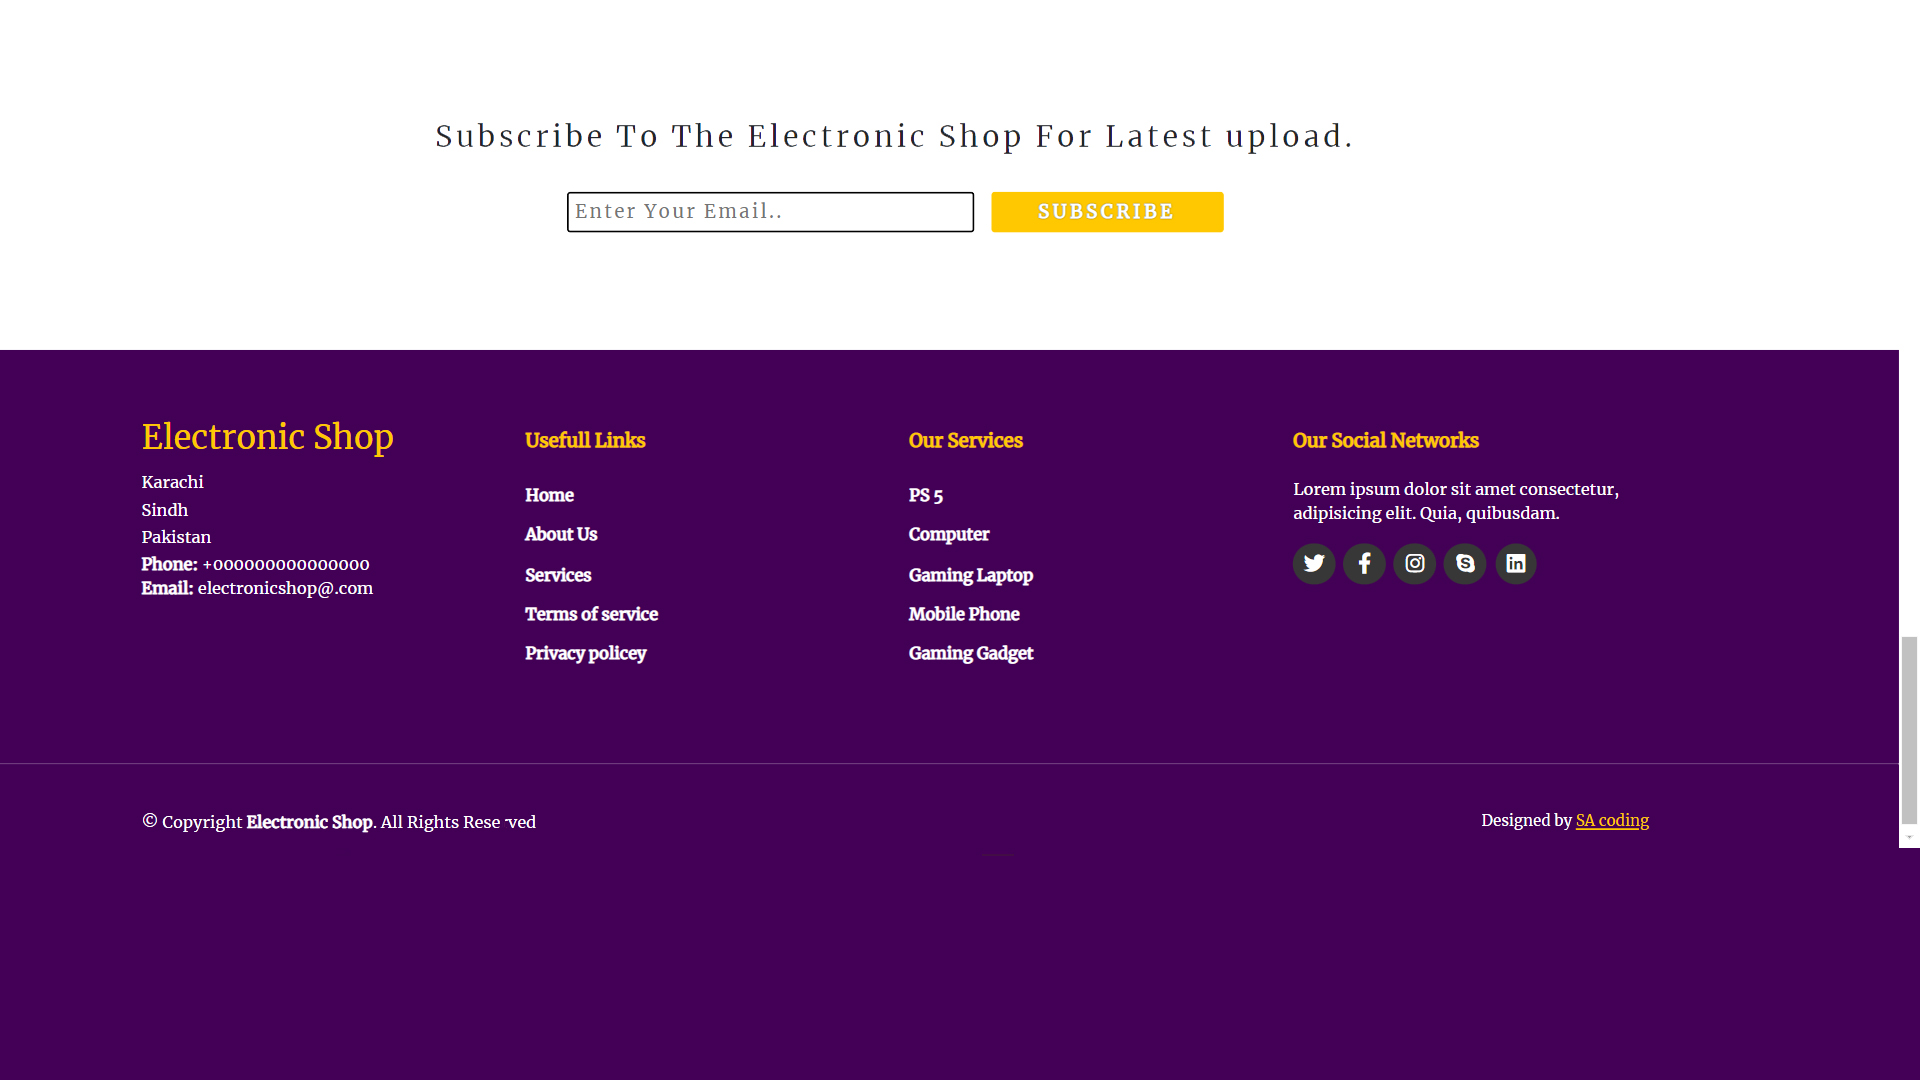 Subscribe To The Electronic Shop For Latest upload.
Enter Your Email..
SUBSCRIBE
Electronic Shop
Karachi
Sindh
Pakistan
Phone: +000000000000000
Email: electronicshop@.com
Usefull Links
Home
About Us
Services
Terms of service
Privacy policey
Our Services
PS 5
Computer
Gaming Laptop
Mobile Phone
Gaming Gadget
Our Social Networks
Lorem ipsum dolor sit amet consectetur,
adipisicing elit. Quia, quibusdam.
© Copyright Electronic Shop. All Rights Reserved
Designed by SA coding